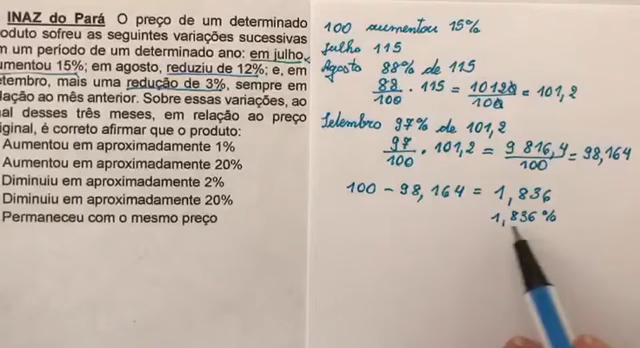 INAZ do Pará O preço de um determinado
oduto sofreu as seguintes variações sucessivas
m um período de um determinado ano: em julho,
umentou 15%; em agosto, reduziu de 12%; e, em
etembro, mais uma redução de 3%, sempre em
lação ao mês anterior. Sobre essas variações, ao
al desses três meses, em relação ao preço
iginal, é correto afirmar que o produto:
Aumentou em aproximadamente 1%
Aumentou em aproximadamente 20%
Diminuiu em aproximadamente 2%
Diminuiu em aproximadamente 20%
Permaneceu com o mesmo preço
100 aumentou 15%
Julho 115
Agosto 88% de 115
88/100 . 115 = 10120/100 = 101,2
Setembro 97% de 101,2
97/100 . 101,2 = 9 816,4/100 = 98,164
100 - 98,164 = 1,836
1,836%